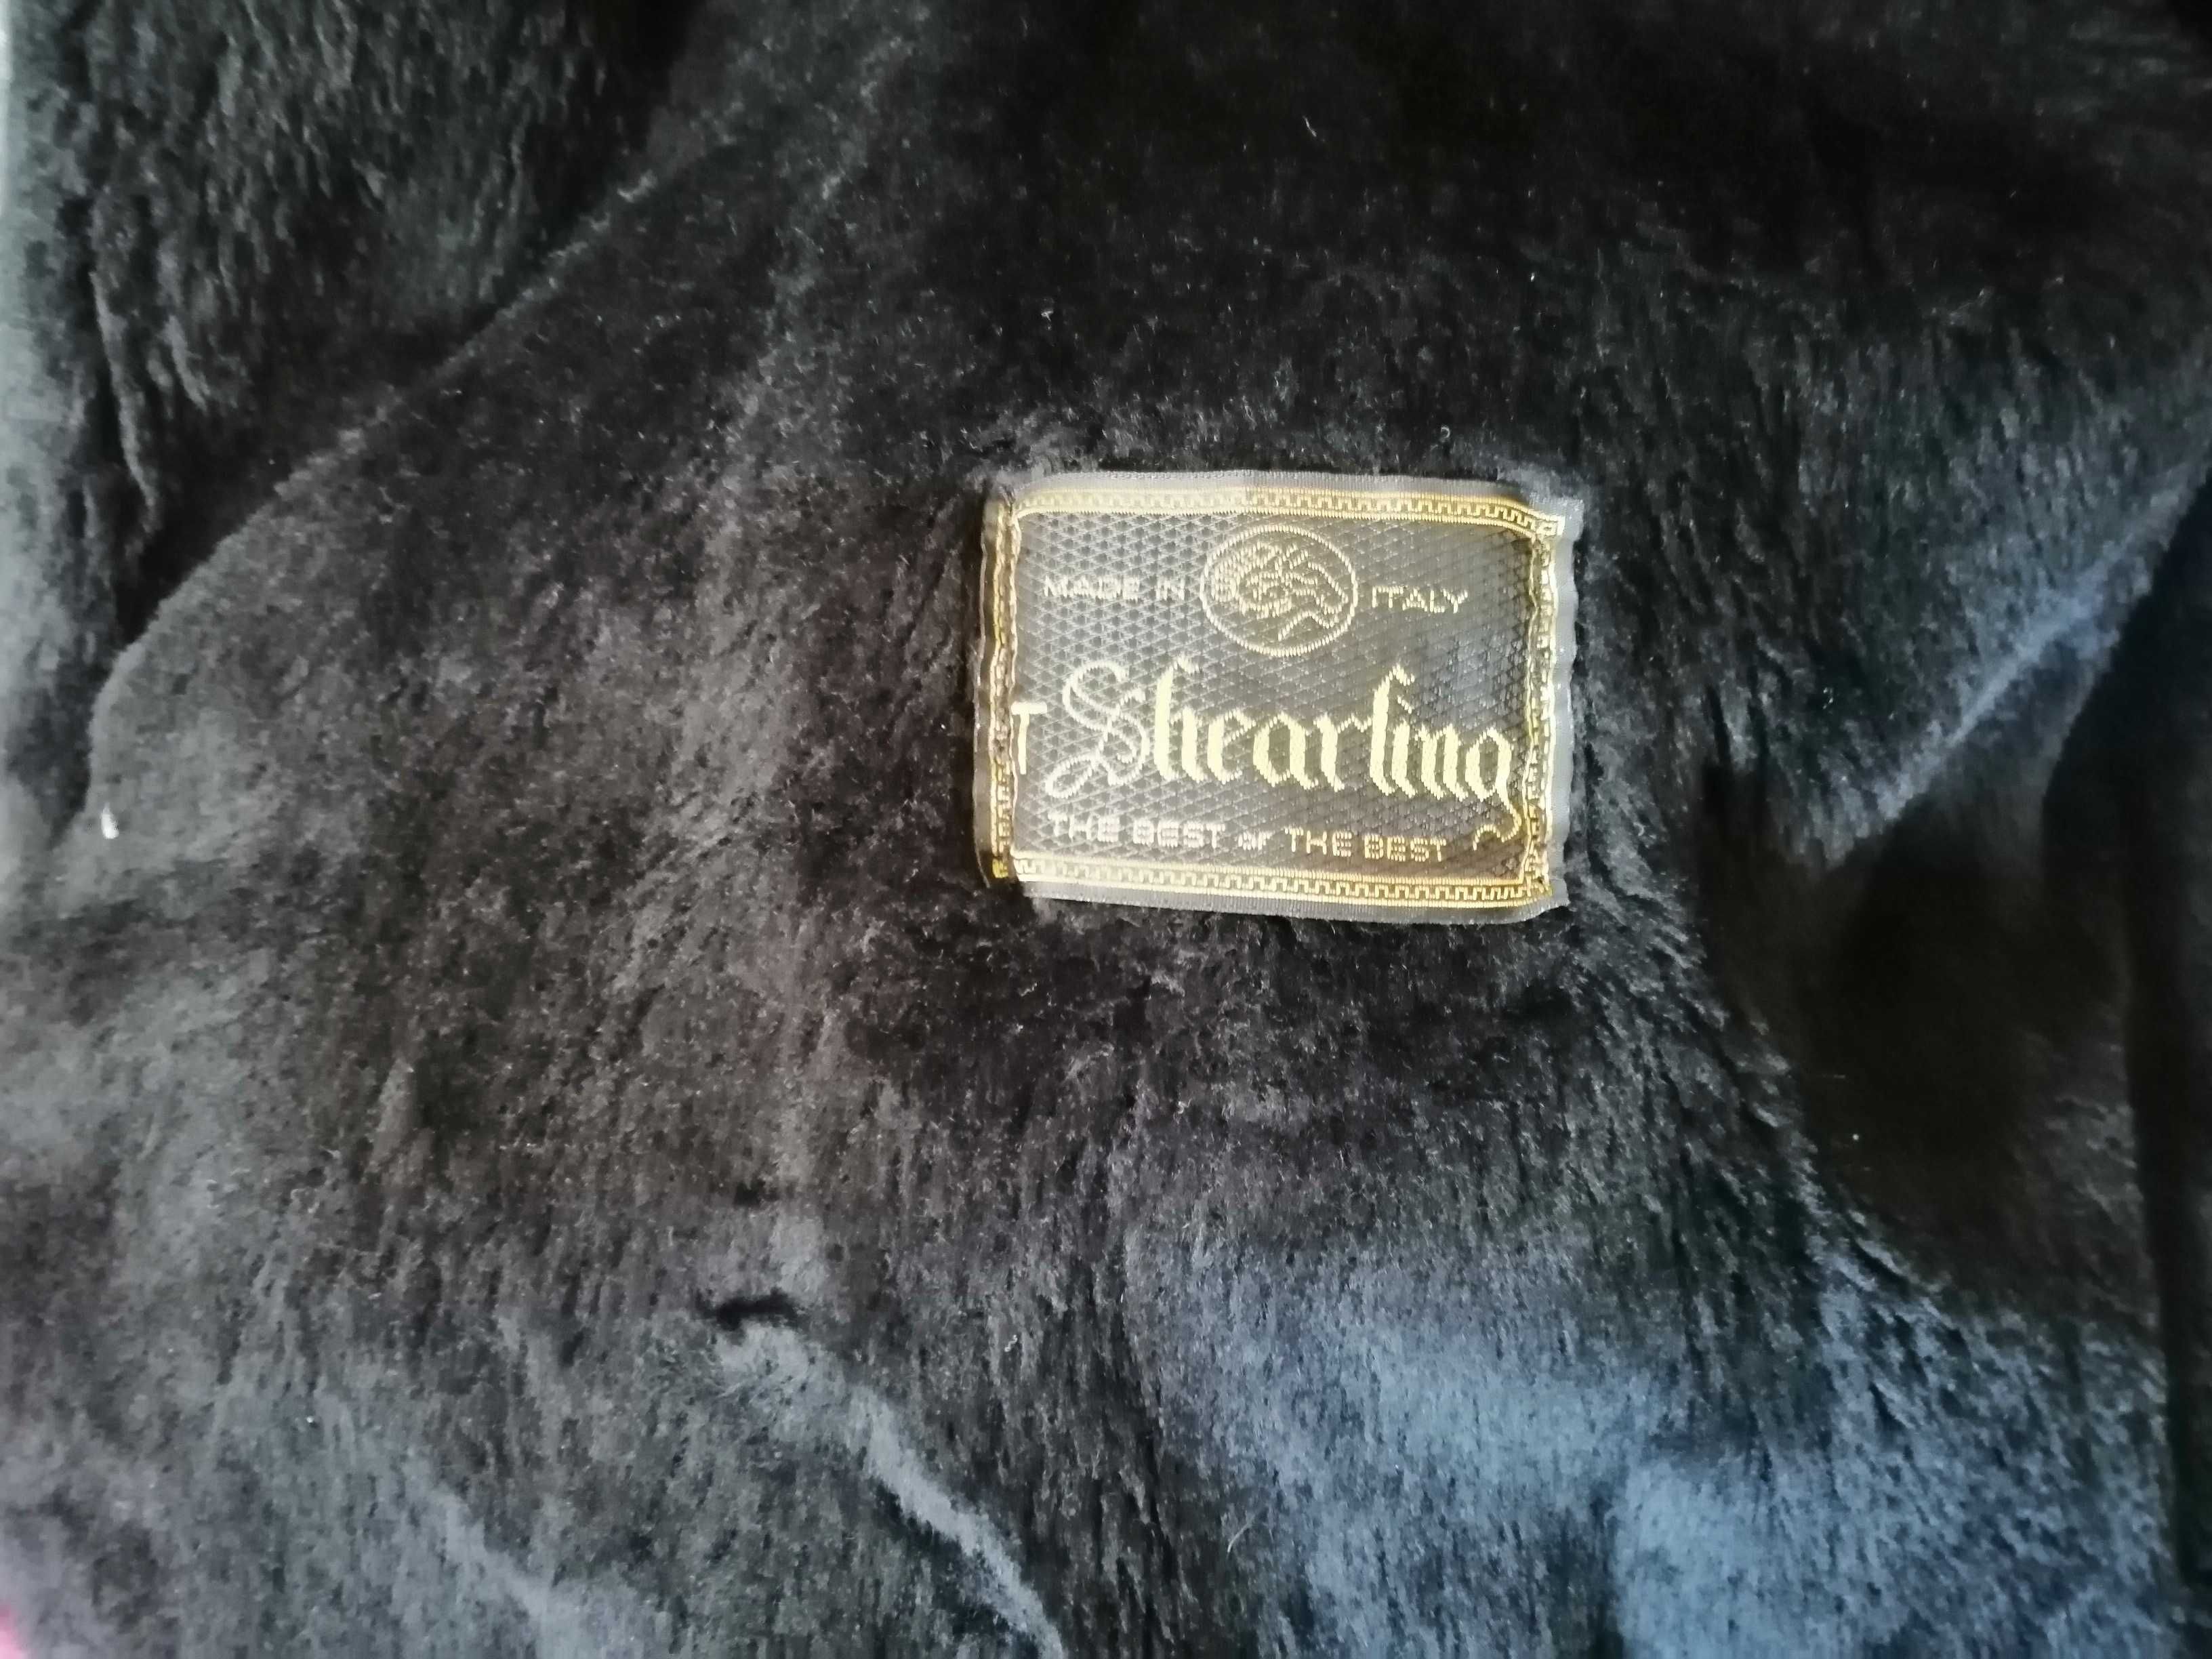 MADE IN ITALY
T Shearling
THE BEST OF THE BEST